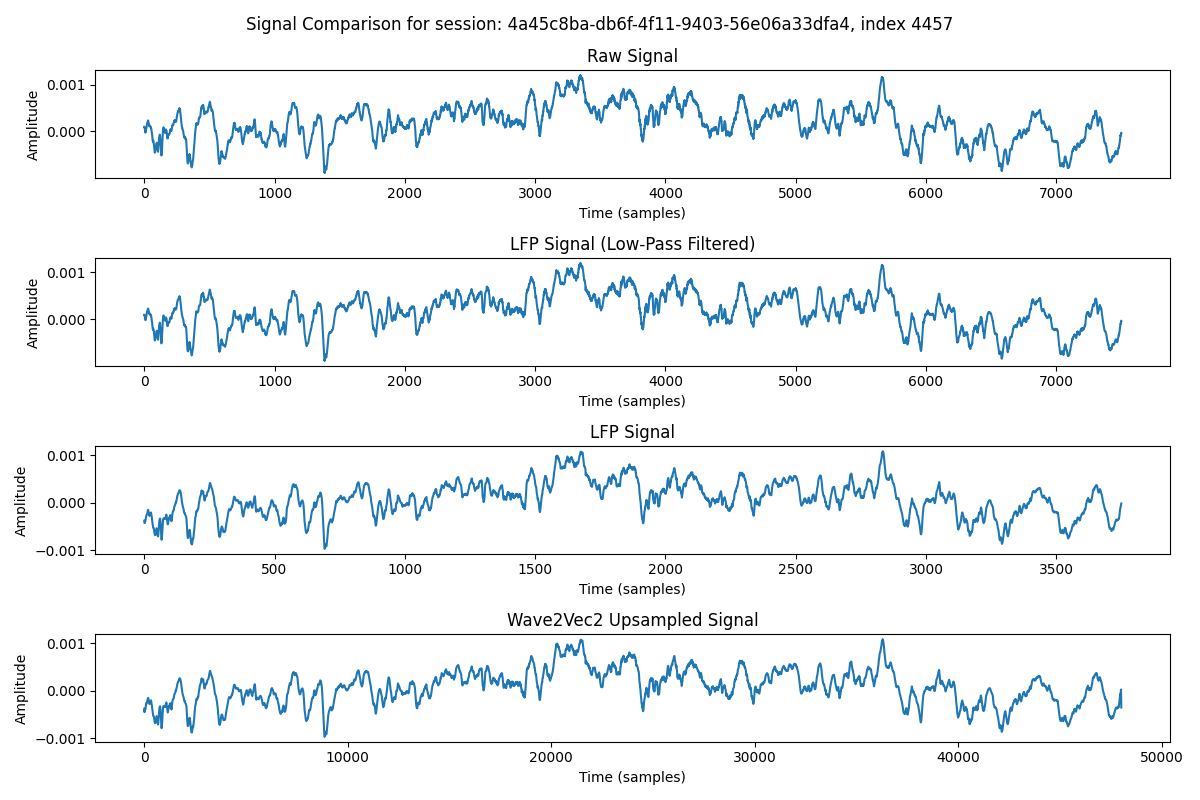 Signal Comparison for session: 4a45c8ba-db6f-4f11-9403-56e06a33dfa4, index 4457
Raw Signal
0.001
0.000
Amplitude
0 1000 2000 3000 4000 5000 6000 7000
Time (samples)
LFP Signal (Low-Pass Filtered)
0.001
0.000
Amplitude
0 1000 2000 3000 4000 5000 6000 7000
Time (samples)
LFP Signal
0.001
0.000
−0.001
Amplitude
0 500 1000 1500 2000 2500 3000 3500
Time (samples)
Wave2Vec2 Upsampled Signal
0.001
0.000
−0.001
Amplitude
0 10000 20000 30000 40000 50000
Time (samples)